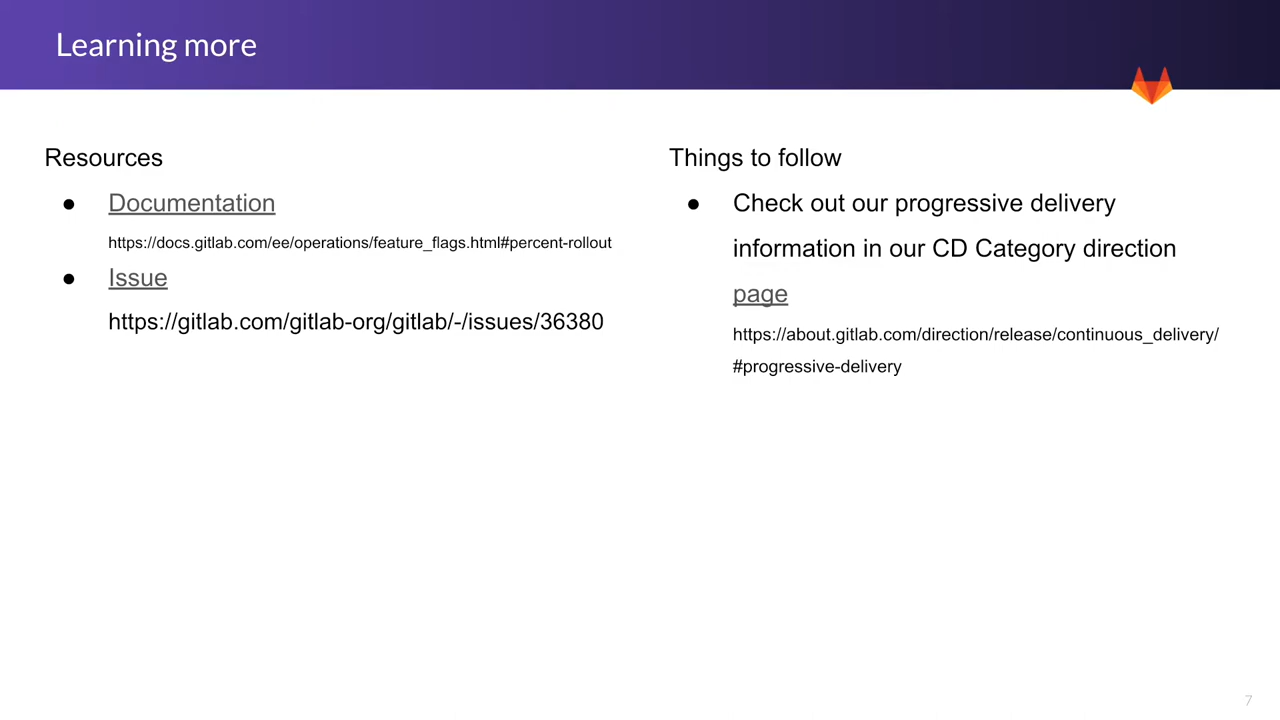 Learning more
Resources
● Documentation
https://docs.gitlab.com/ee/operations/feature_flags.html#percent-rollout
● Issue
https://gitlab.com/gitlab-org/gitlab/-/issues/36380
Things to follow
● Check out our progressive delivery
information in our CD Category direction
page
https://about.gitlab.com/direction/release/continuous_delivery/
#progressive-delivery
7